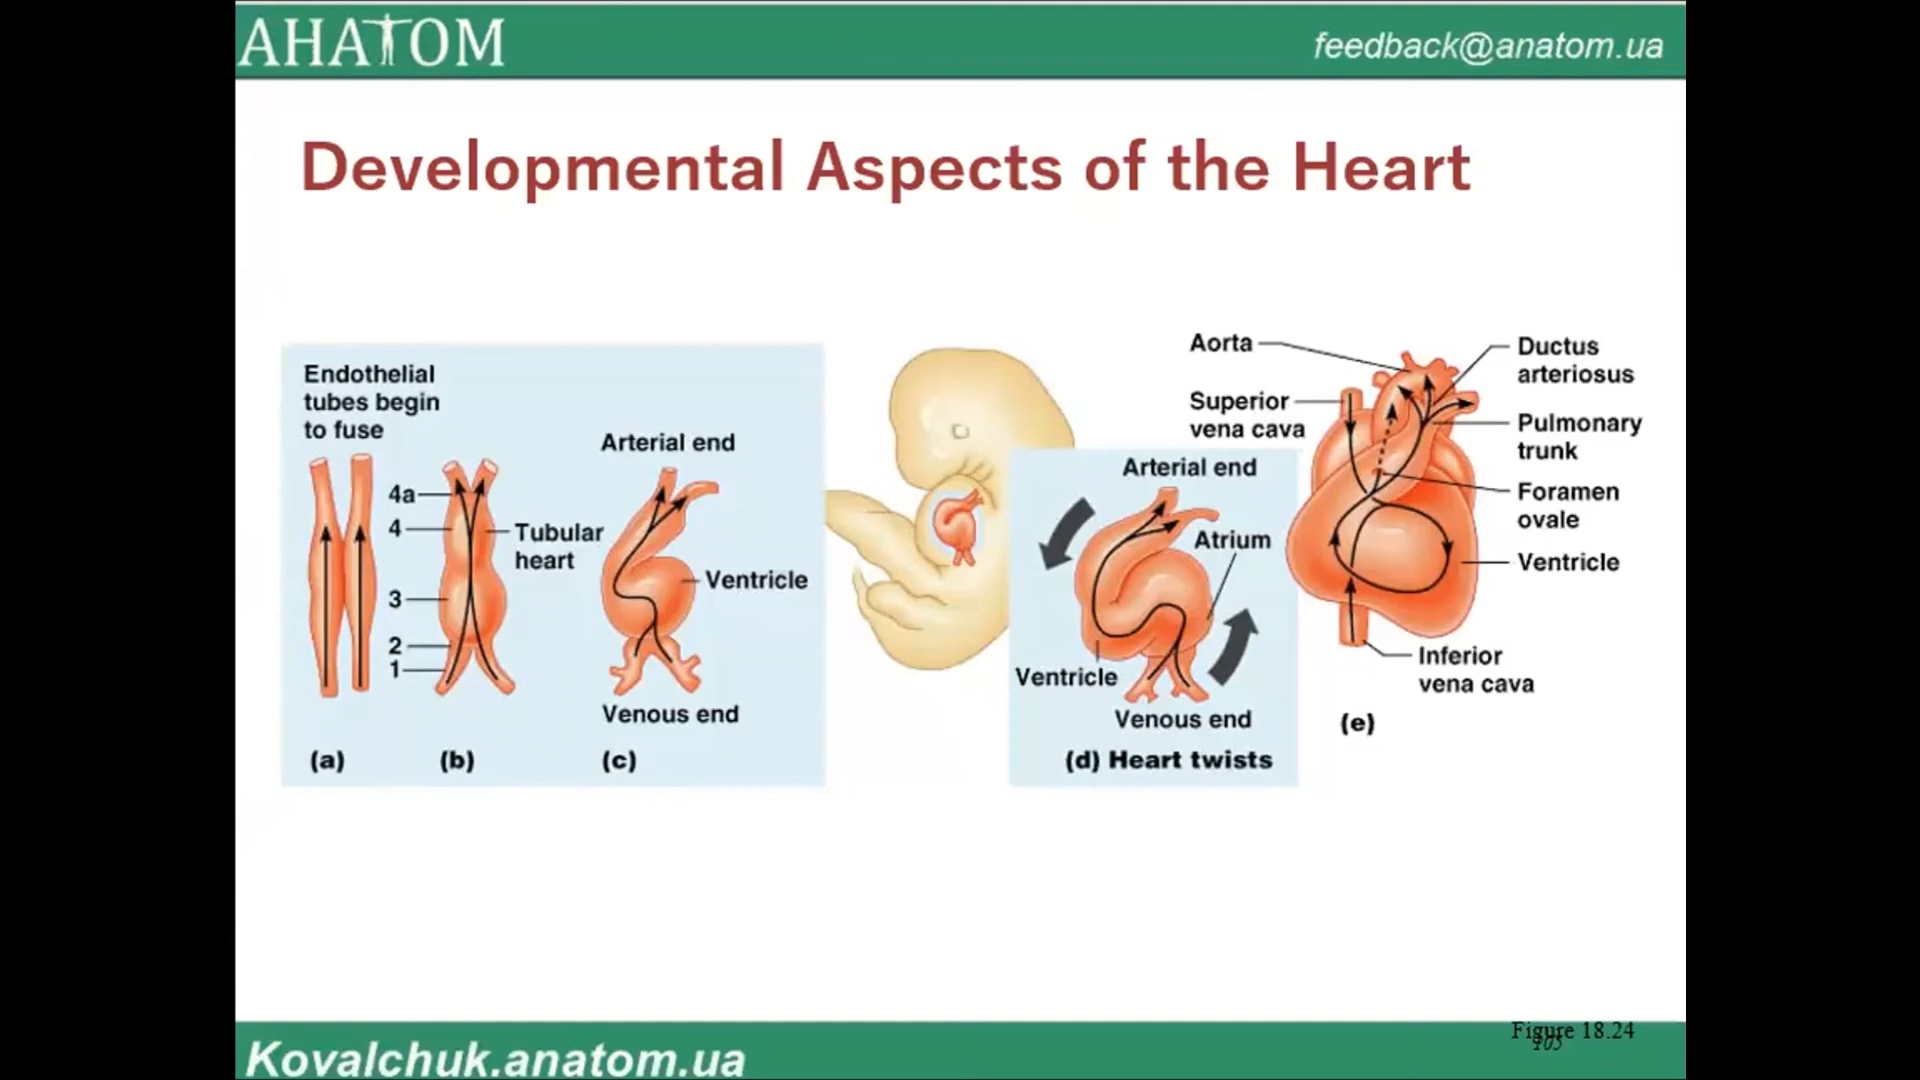 АНАТОМ
feedback@anatom.ua
Developmental Aspects of the Heart
Endothelial
tubes begin
to fuse
4a
4
3
2
1
Tubular
heart
Arterial end
Ventricle
Venous end
(a)
(b)
(c)
Arterial end
Atrium
Ventricle
Venous end
(d) Heart twists
Aorta
Superior
vena cava
Ductus
arteriosus
Pulmonary
trunk
Foramen
ovale
Ventricle
Inferior
vena cava
(e)
Kovalchuk.anatom.ua
Figure 18.24
105